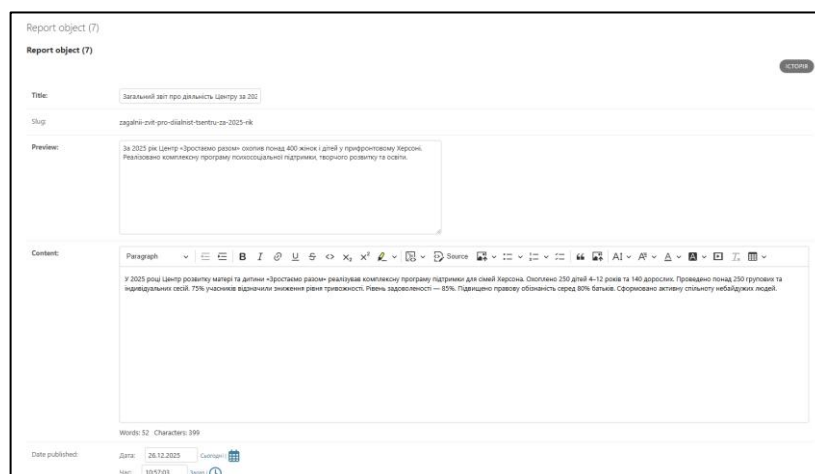 Report object (7)
Report object (7)
ІСТОРІЯ
Title: Загальний звіт про діяльність Центру за 202
Slug: zagalnii-zvit-pro-diialnist-tsentru-za-2025-rik
Preview: За 2025 рік Центр «Зростаємо разом» охопив понад 400 жінок і дітей у прифронтовому Херсоні.
Реалізовано комплексну програму психосоціальної підтримки, творчого розвитку та освіти.
Content: Paragraph Source
У 2025 році Центр розвитку матері та дитини «Зростаємо разом» реалізував комплексну програму підтримки для сімей Херсона. Охоплено 250 дітей 4–12 років та 140 дорослих. Проведено понад 250 групових та
індивідуальних сесій. 75% учасників відзначили зниження рівня тривожності. Рівень задоволеності — 85%. Підвищено правову обізнаність серед 80% батьків. Сформовано активну спільноту небайдужих людей.
Words: 52 Characters: 399
Date published: Дата: 26.12.2025 Сьогодні
Час: 10:57:03 Зараз